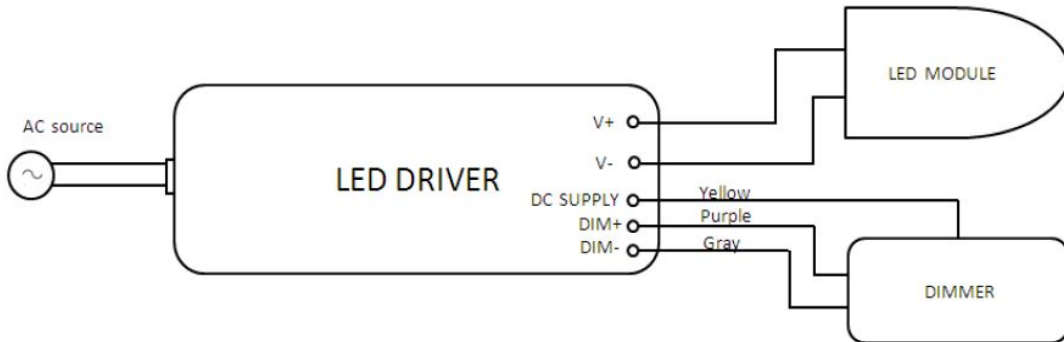 AC source
LED DRIVER
V+
V-
DC SUPPLY
DIM+
DIM-
Yellow
Purple
Gray
LED MODULE
DIMMER